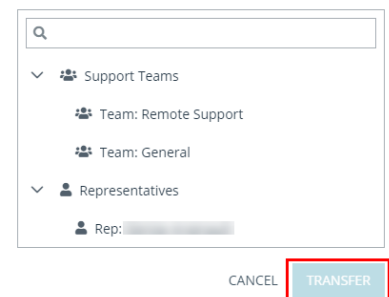 Support Teams
Team: Remote Support
Team: General
Representatives
Rep:
CANCEL TRANSFER